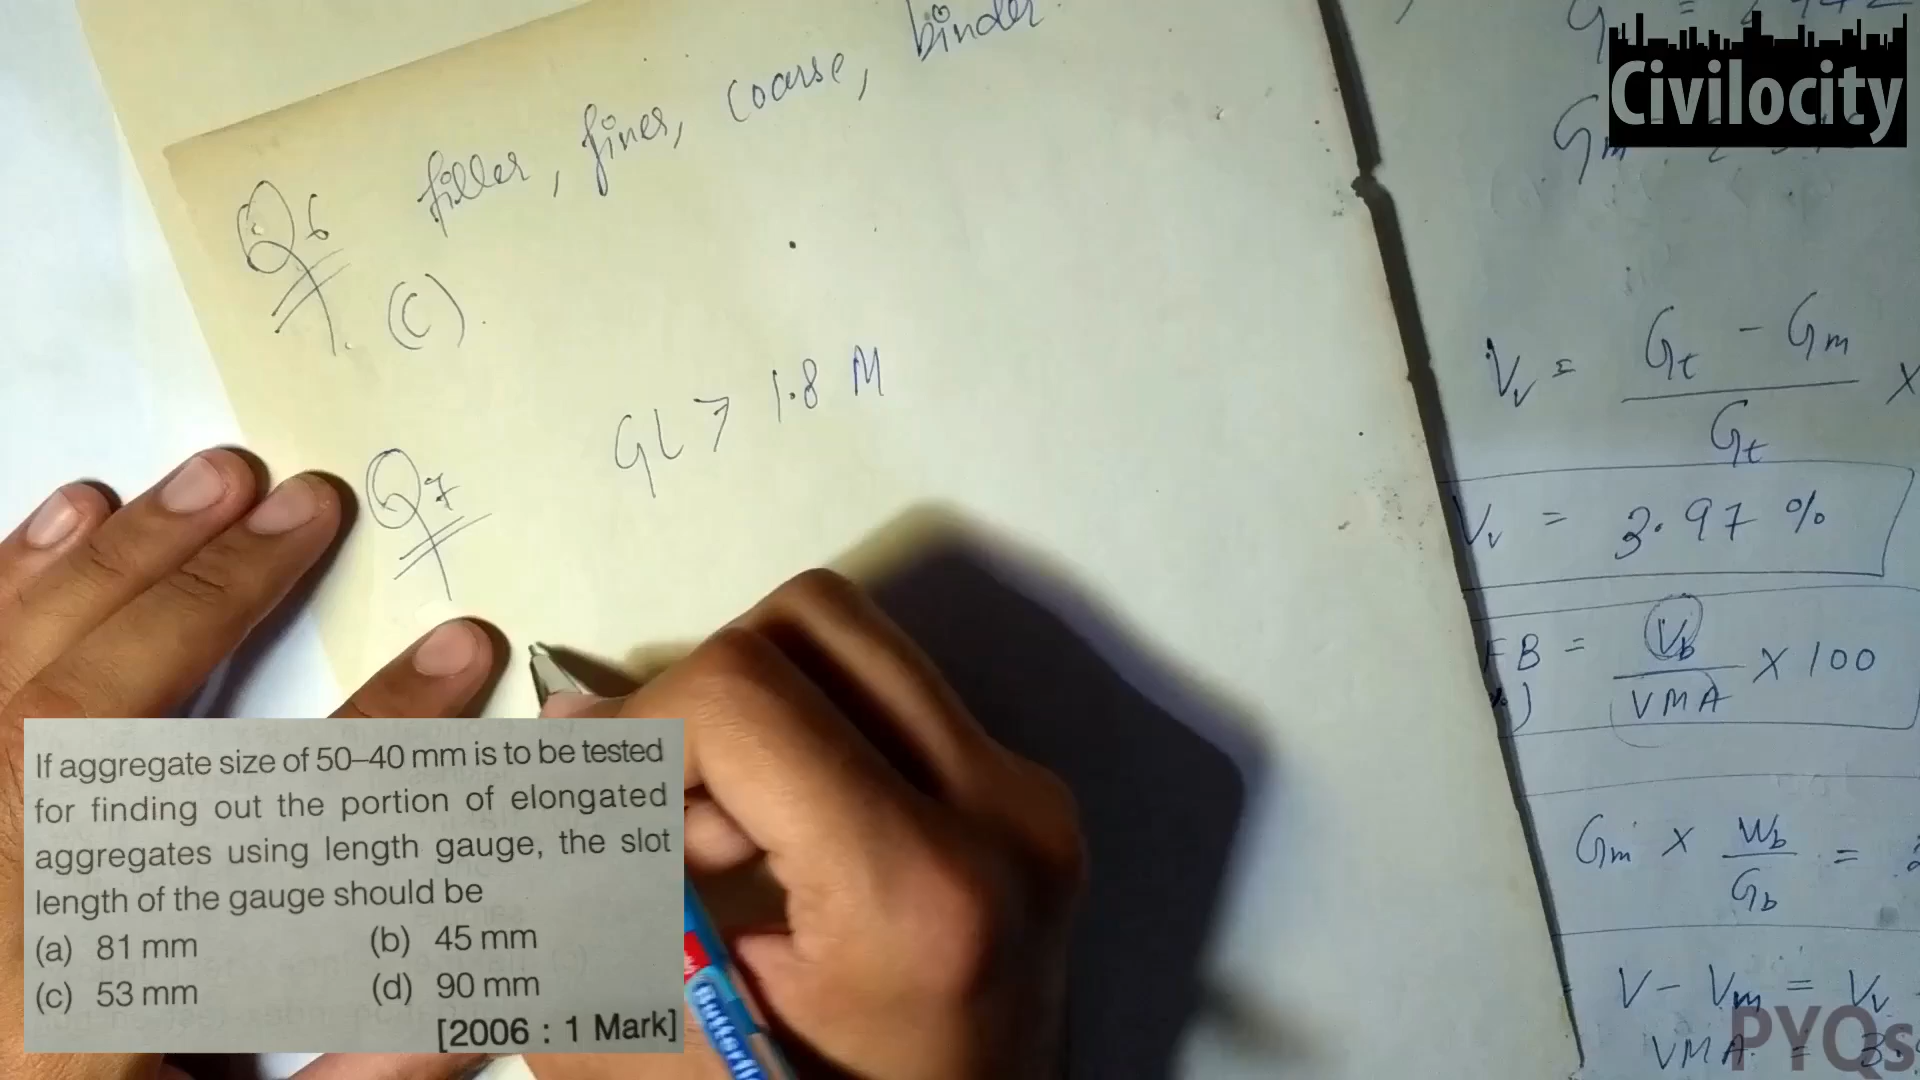 filler, fines, coarse, binder.
Q6
(C).
Q7
GL > 1.8 M
Civilocity
Vv = Gt - Gm / Gt ×
Vv = 3.97 %
FB = Vb / VMA × 100
Gm × Wb / Gb =
V - Vm = Vv
VMA = 3.
PYQs
If aggregate size of 50–40 mm is to be tested
for finding out the portion of elongated
aggregates using length gauge, the slot
length of the gauge should be
(a) 81 mm (b) 45 mm
(c) 53 mm (d) 90 mm
[2006 : 1 Mark]